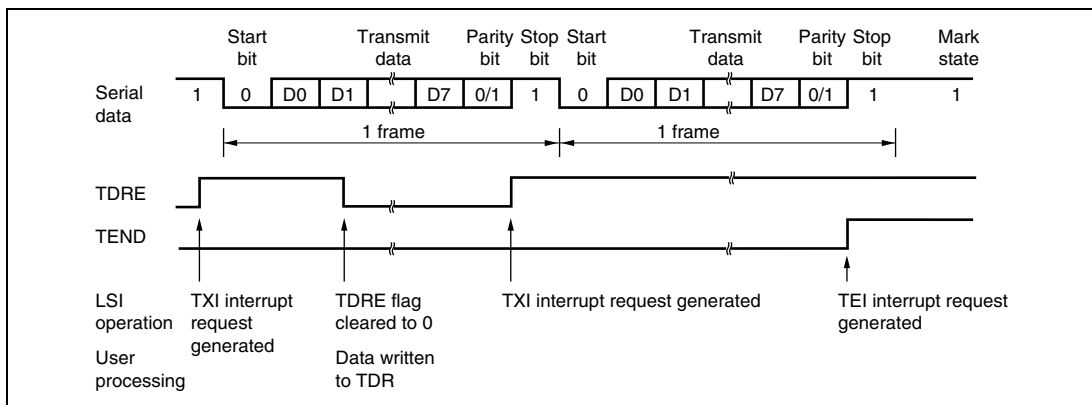 Start bit Transmit data Parity bit Stop bit Start bit Transmit data Parity bit Stop bit Mark state
Serial data 1 0 D0 D1 D7 0/1 1 0 D0 D1 D7 0/1 1 1
1 frame 1 frame
TDRE
TEND
LSI operation TXI interrupt request generated TDRE flag cleared to 0 TXI interrupt request generated TEI interrupt request generated
User processing Data written to TDR